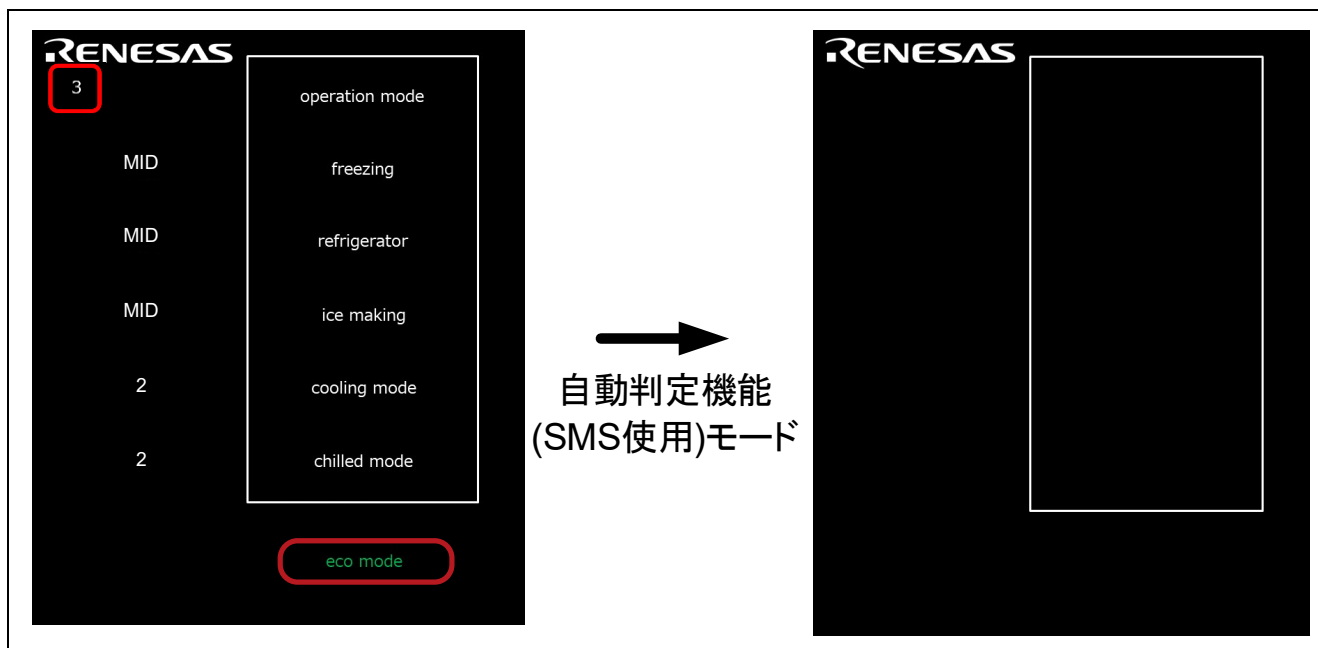 RENESAS
3
operation mode
MID
freezing
MID
refrigerator
MID
ice making
2
cooling mode
2
chilled mode
eco mode
自動判定機能
(SMS使用)モード
RENESAS